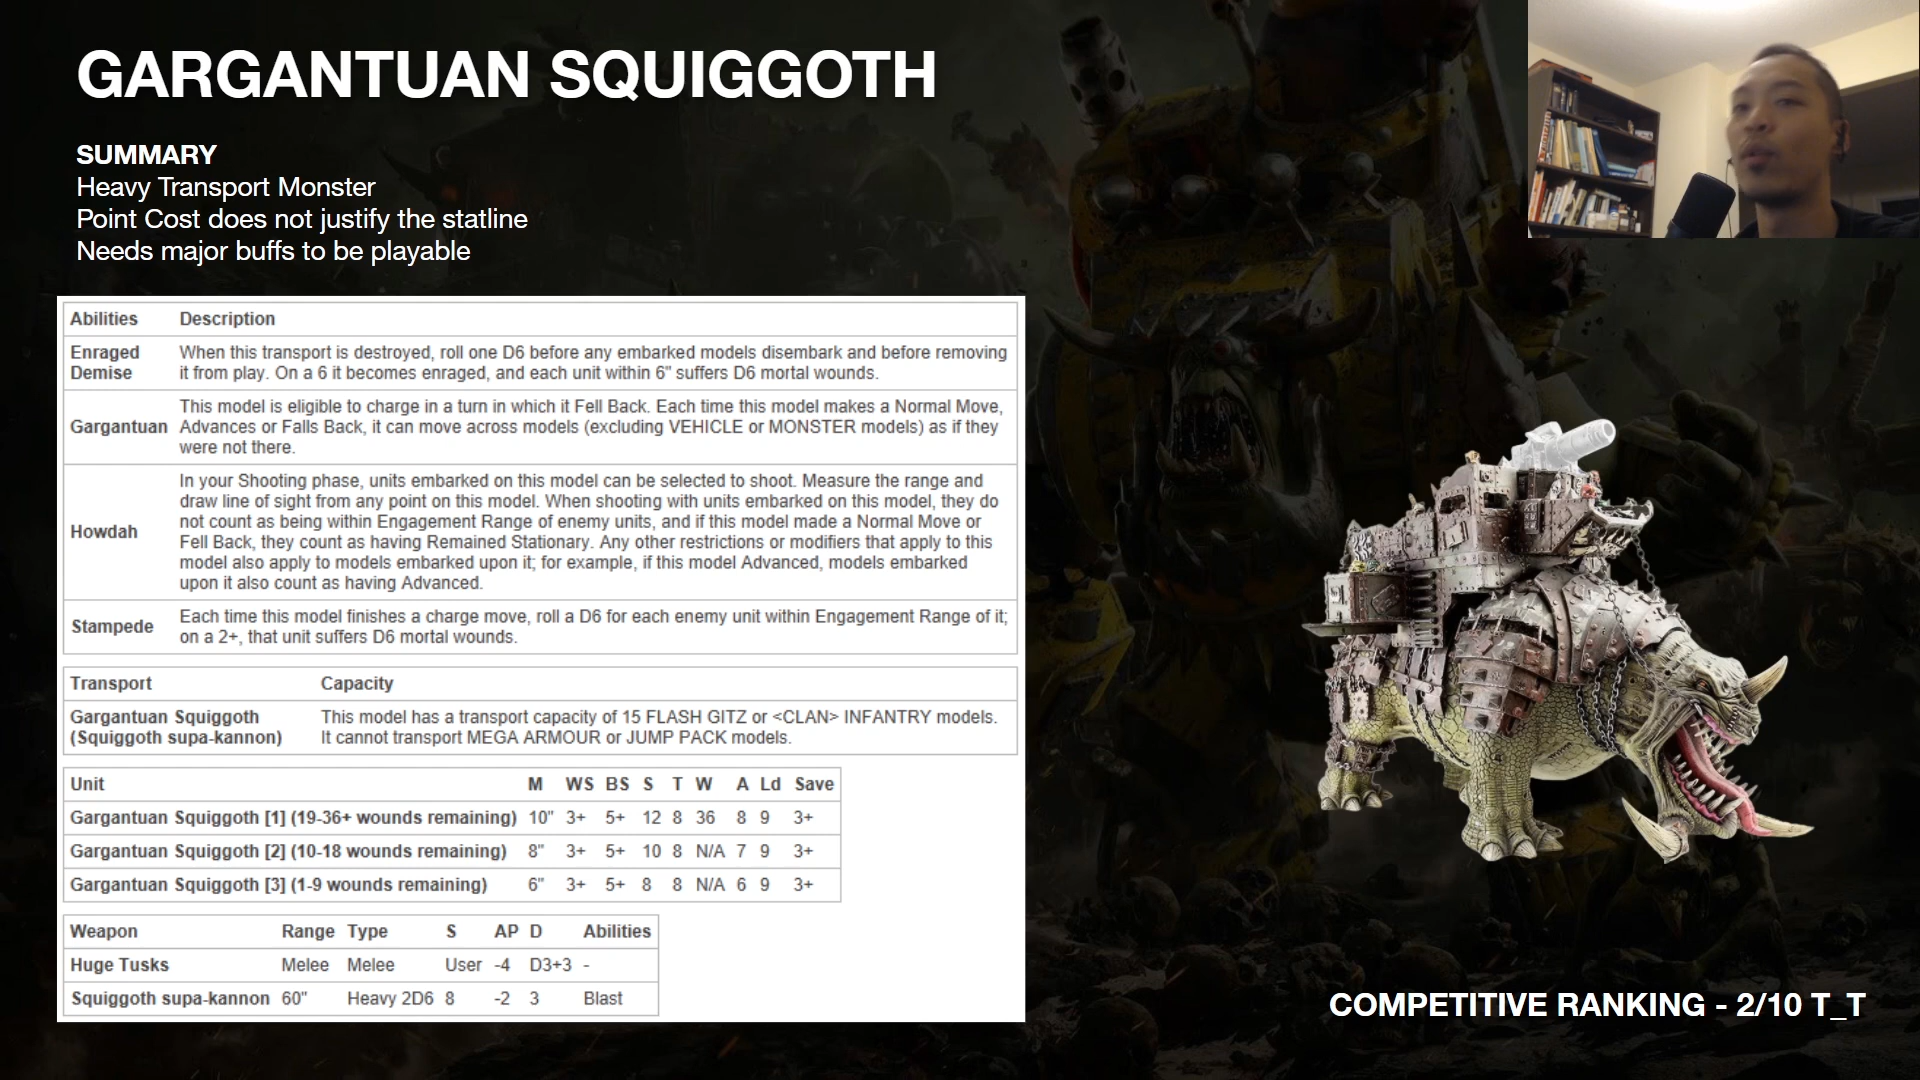 GARGANTUAN SQUIGGOTH
SUMMARY
Heavy Transport Monster
Point Cost does not justify the statline
Needs major buffs to be playable
Abilities Description
Enraged Demise When this transport is destroyed, roll one D6 before any embarked models disembark and before removing
it from play. On a 6 it becomes enraged, and each unit within 6" suffers D6 mortal wounds.
Gargantuan This model is eligible to charge in a turn in which it Fell Back. Each time this model makes a Normal Move,
Advances or Falls Back, it can move across models (excluding VEHICLE or MONSTER models) as if they
were not there.
Howdah In your Shooting phase, units embarked on this model can be selected to shoot. Measure the range and
draw line of sight from any point on this model. When shooting with units embarked on this model, they do
not count as being within Engagement Range of enemy units, and if this model made a Normal Move or
Fell Back, they count as having Remained Stationary. Any other restrictions or modifiers that apply to this
model also apply to models embarked upon it; for example, if this model Advanced, models embarked
upon it also count as having Advanced.
Stampede Each time this model finishes a charge move, roll a D6 for each enemy unit within Engagement Range of it;
on a 2+, that unit suffers D6 mortal wounds.
Transport Capacity
Gargantuan Squiggoth This model has a transport capacity of 15 FLASH GITZ or <CLAN> INFANTRY models.
(Squiggoth supa-kannon) It cannot transport MEGA ARMOUR or JUMP PACK models.
Unit M WS BS S T W A Ld Save
Gargantuan Squiggoth [1] (19-36+ wounds remaining) 10" 3+ 5+ 12 8 36 8 9 3+
Gargantuan Squiggoth [2] (10-18 wounds remaining) 8" 3+ 5+ 10 8 N/A 7 9 3+
Gargantuan Squiggoth [3] (1-9 wounds remaining) 6" 3+ 5+ 8 8 N/A 6 9 3+
Weapon Range Type S AP D Abilities
Huge Tusks Melee Melee User -4 D3+3 -
Squiggoth supa-kannon 60" Heavy 2D6 8 -2 3 Blast
COMPETITIVE RANKING - 2/10 T_T